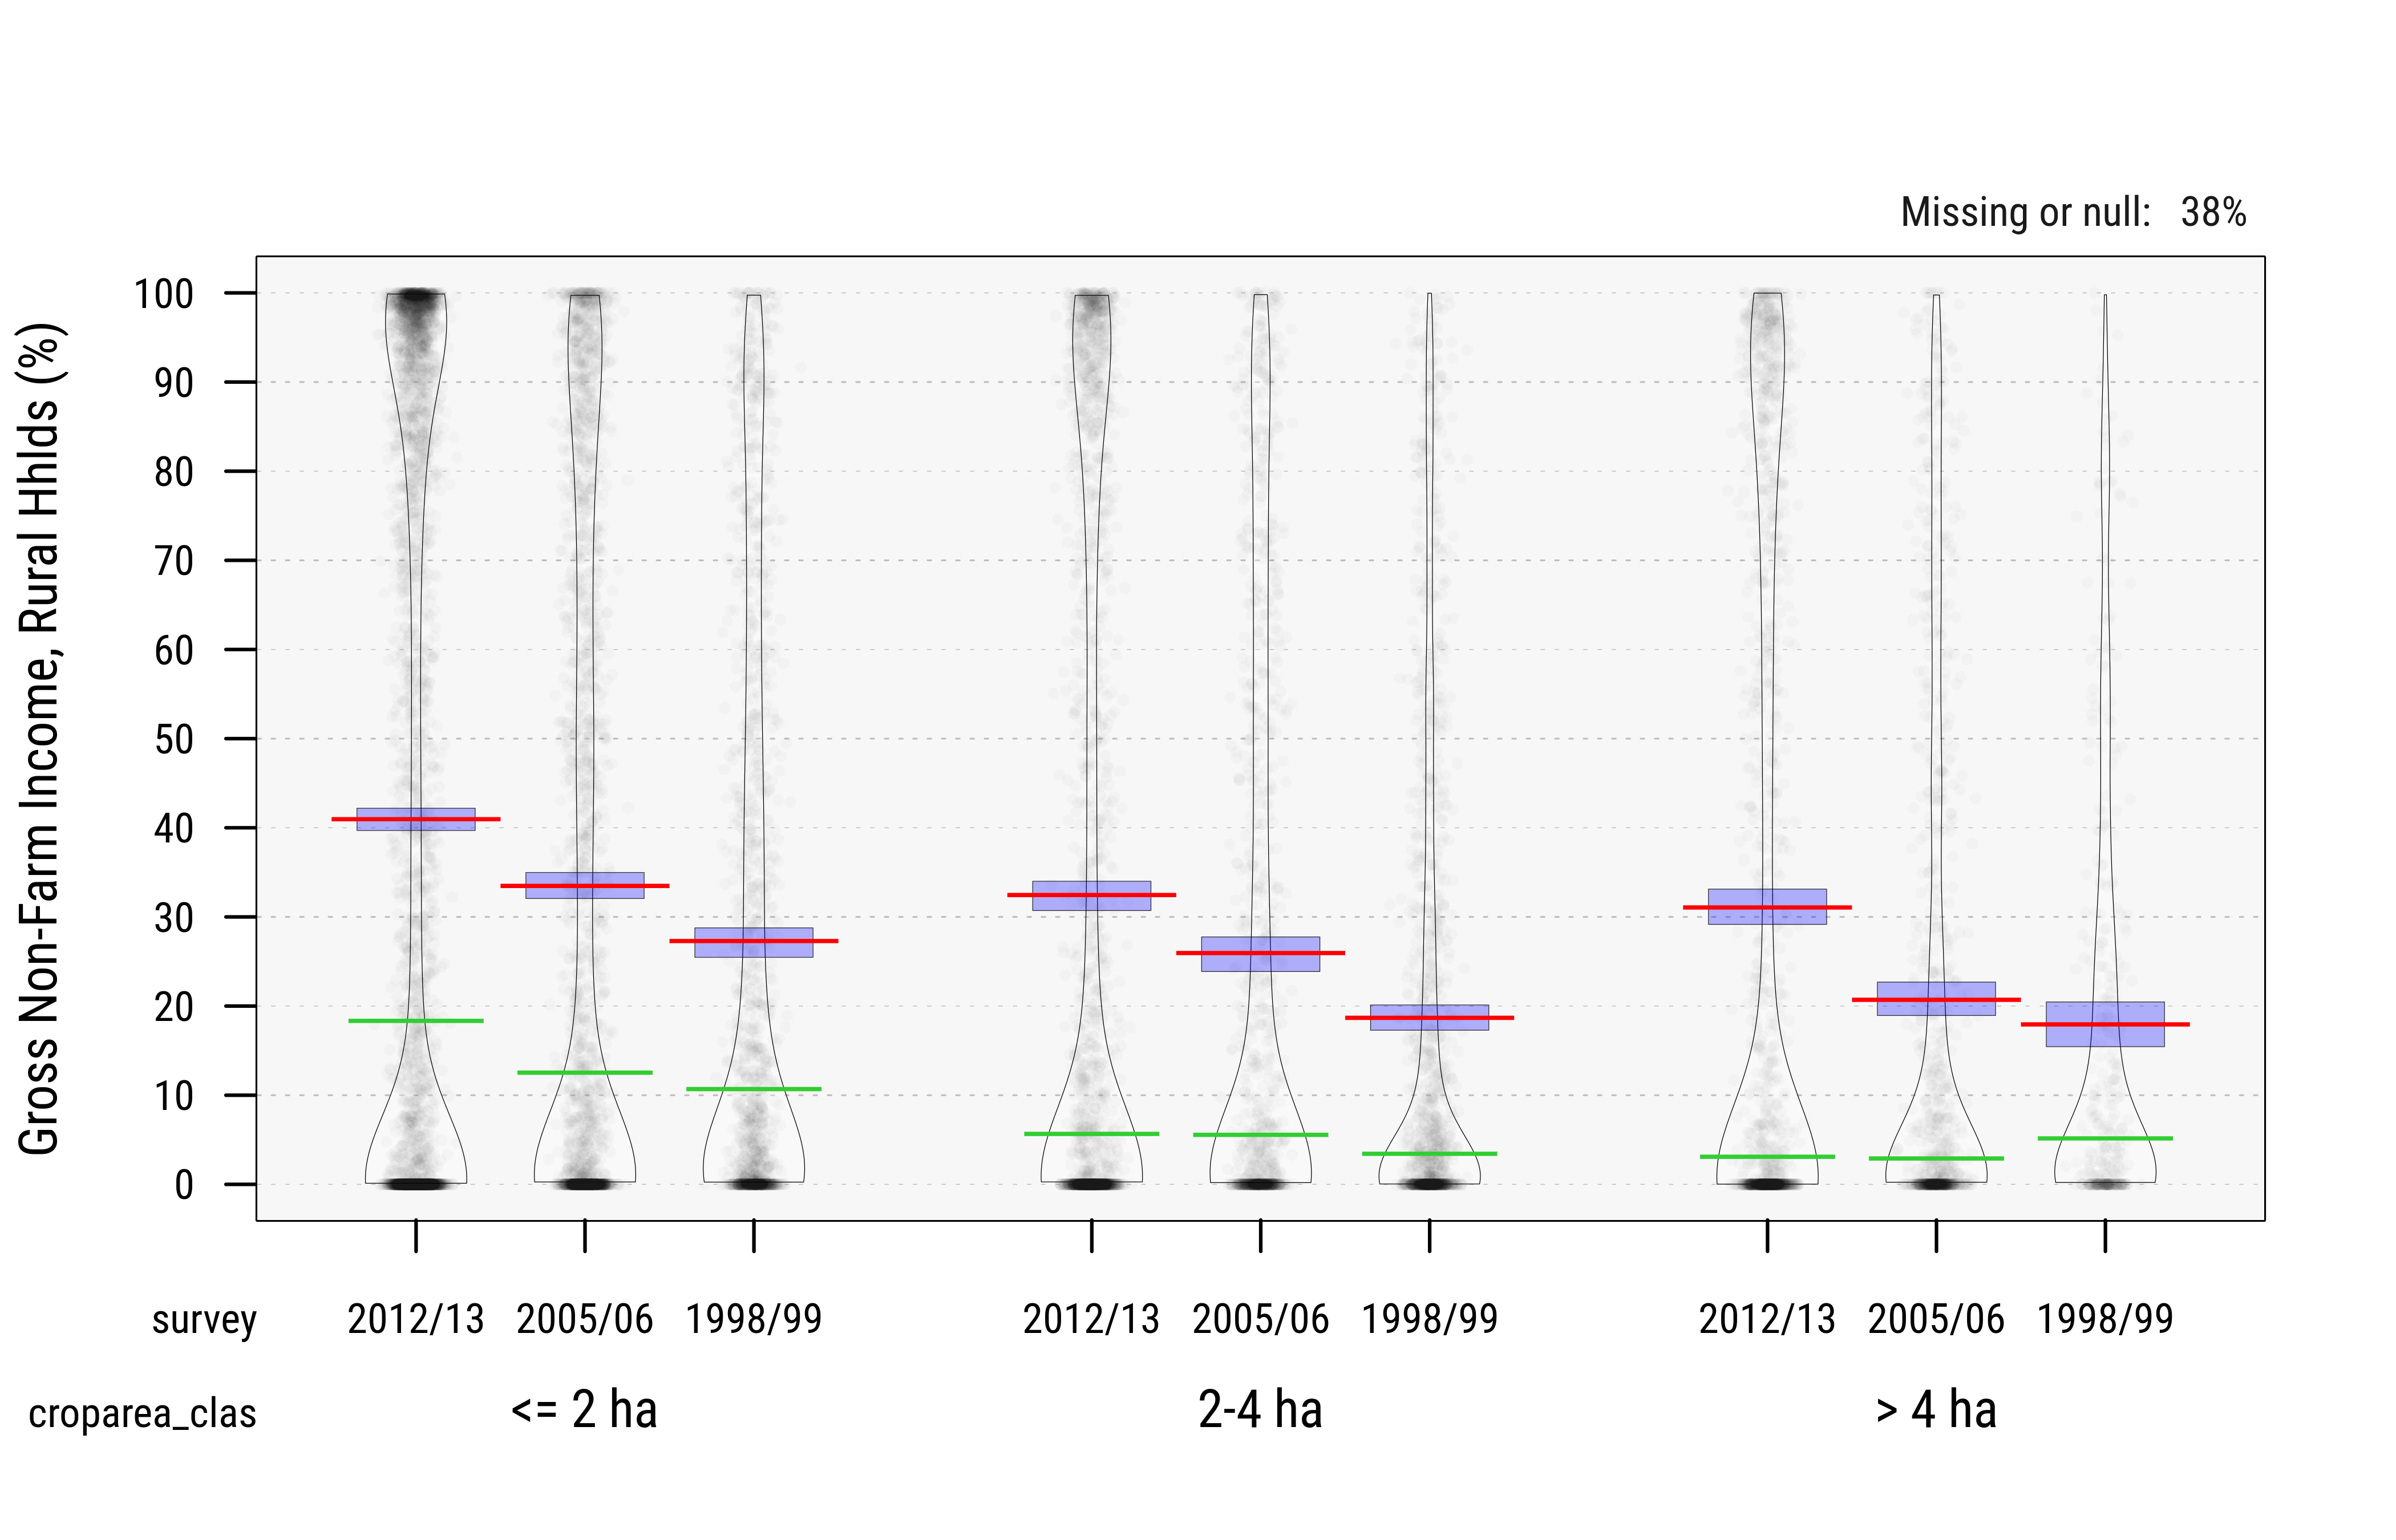 Missing or null: 38%
Gross Non-Farm Income, Rural Hhlds (%)
100
90
80
70
60
50
40
30
20
10
0
survey 2012/13 2005/06 1998/99 2012/13 2005/06 1998/99 2012/13 2005/06 1998/99
croparea_clas <= 2 ha 2-4 ha > 4 ha